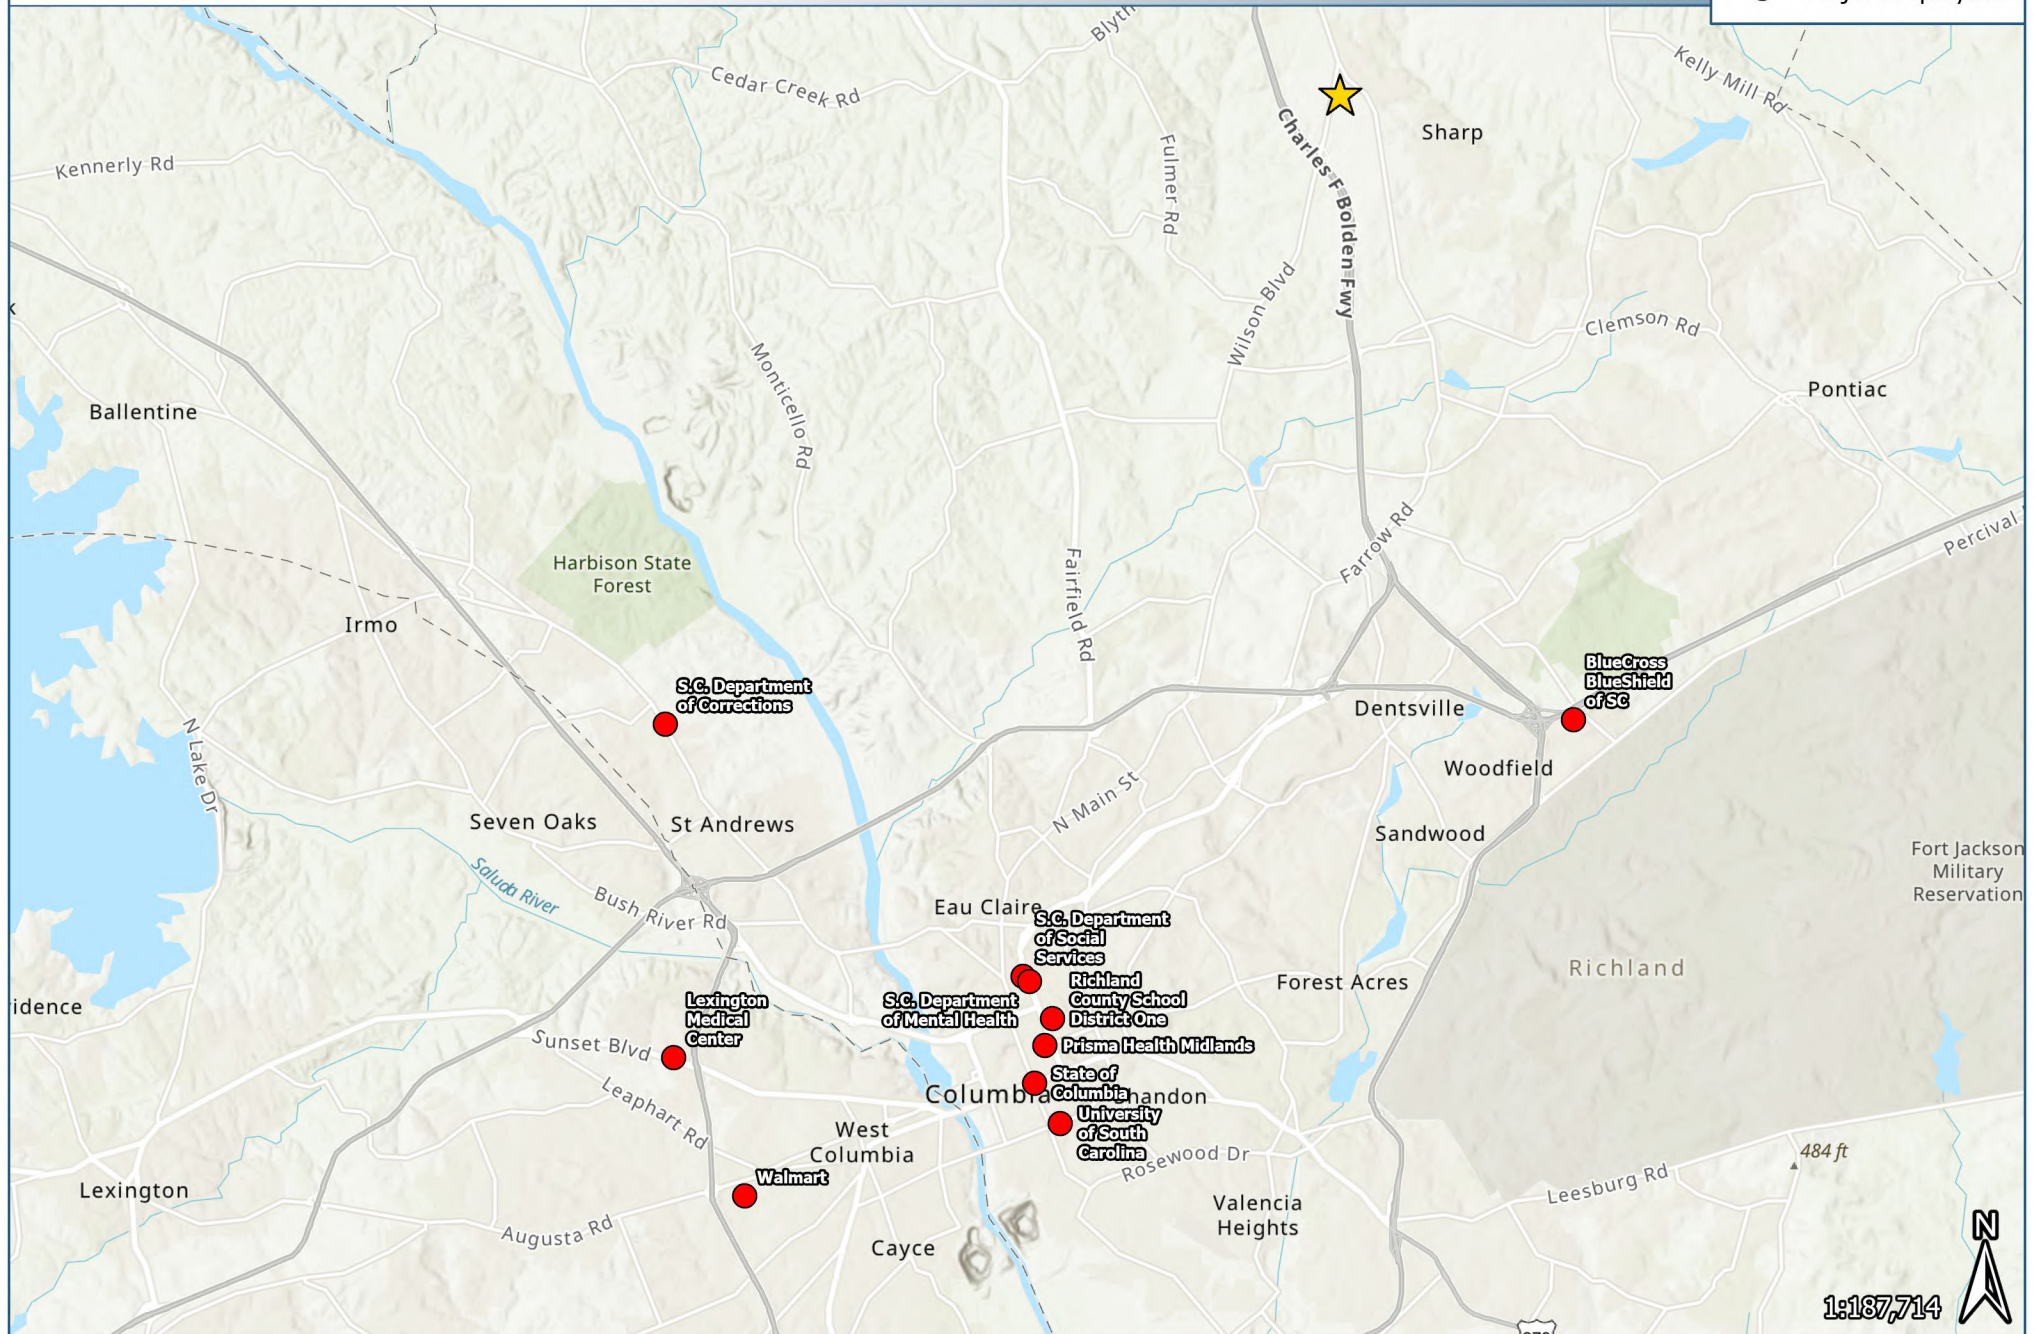 Blyth
Cedar Creek Rd
Kelly Mill Rd
Sharp
Charles F Bolden Fwy
Kennerly Rd
Fulmer Rd
Wilson Blvd
Clemson Rd
Monticello Rd
Pontiac
Ballentine
Percival
Farrow Rd
Harbison State
Forest
Fairfield Rd
Irmo
BlueCross
BlueShield
of SC
S.C. Department
of Corrections
Dentsville
N Lake Dr
Woodfield
N Main St
Seven Oaks
St Andrews
Sandwood
Fort Jackson
Military
Reservation
Saluda River
Bush River Rd
Eau Claire
S.C. Department
of Social
Services
Richland
Forest Acres
Richland
County School
District One
S.C. Department
of Mental Health
Lexington
Medical
Center
idence
Sunset Blvd
Prisma Health Midlands
State of
Columbia
Columbia
Shandon
Leaphart Rd
University
of South
Carolina
West
Columbia
Rosewood Dr
484 ft
Walmart
Lexington
Leesburg Rd
Valencia
Heights
Augusta Rd
Cayce
N
1:187,714